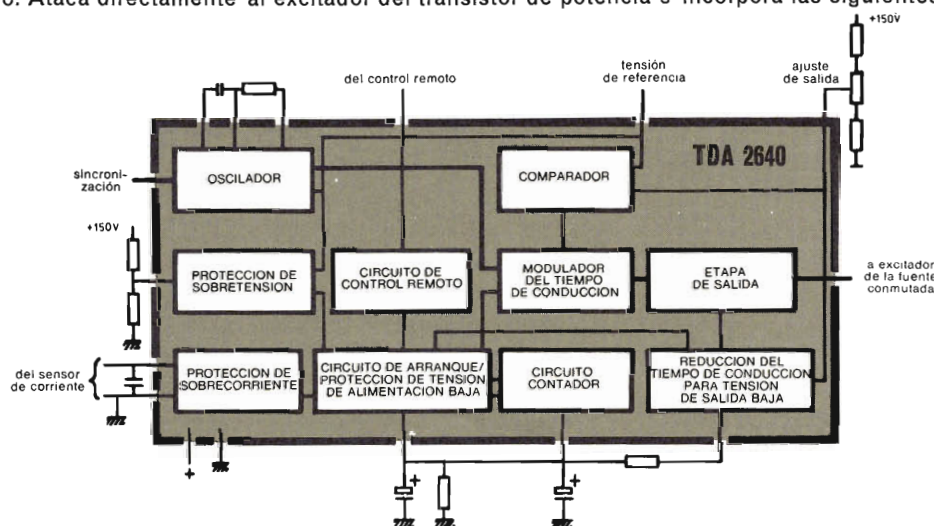 o. Ataca directamente al excitador del transistor de potencia e incorpora las siguientes
+150V
del control remoto
tensión
de referencia
ajuste
de salida
TDA 2640
sincroni-
zación
OSCILADOR
COMPARADOR
+150V
PROTECCION DE
SOBRETENSION
CIRCUITO DE
CONTROL REMOTO
MODULADOR
DEL TIEMPO
DE CONDUCCION
ETAPA
DE SALIDA
a excitador
de la fuente
conmutada
del sensor
de corriente
PROTECCION DE
SOBRECORRIENTE
CIRCUITO DE ARRANQUE/
PROTECCION DE TENSION
DE ALIMENTACION BAJA
CIRCUITO
CONTADOR
REDUCCION DEL
TIEMPO DE CONDUCCION
PARA TENSION
DE SALIDA BAJA
+
+
+